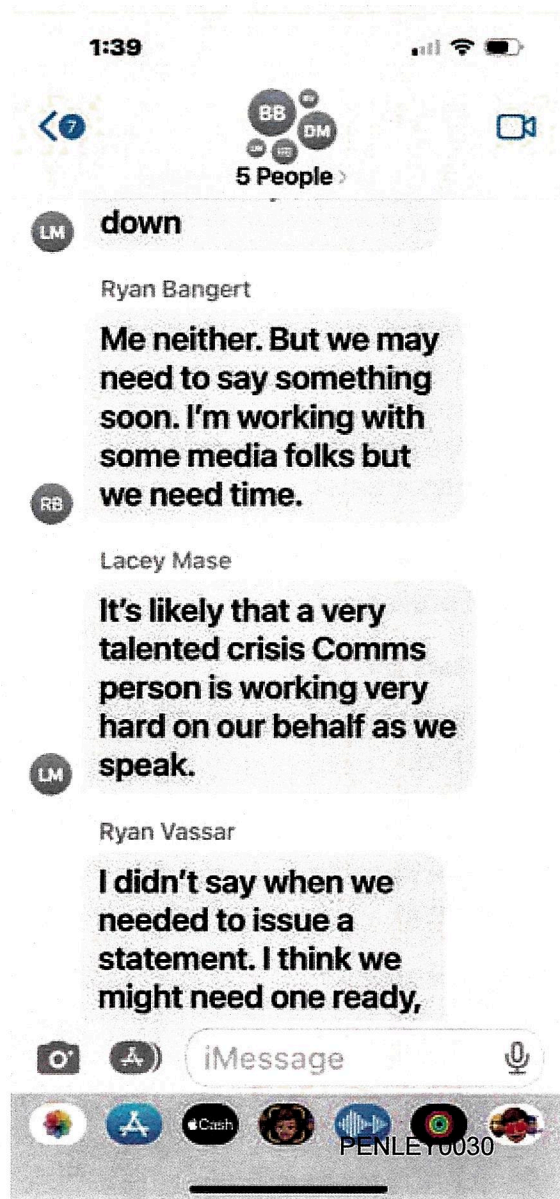 1:39
7
BB
DM
5 People >
down
LM
Ryan Bangert
Me neither. But we may
need to say something
soon. I'm working with
some media folks but
we need time.
RB
Lacey Mase
It's likely that a very
talented crisis Comms
person is working very
hard on our behalf as we
speak.
LM
Ryan Vassar
I didn't say when we
needed to issue a
statement. I think we
might need one ready,
iMessage
Cash
PENLEY0030